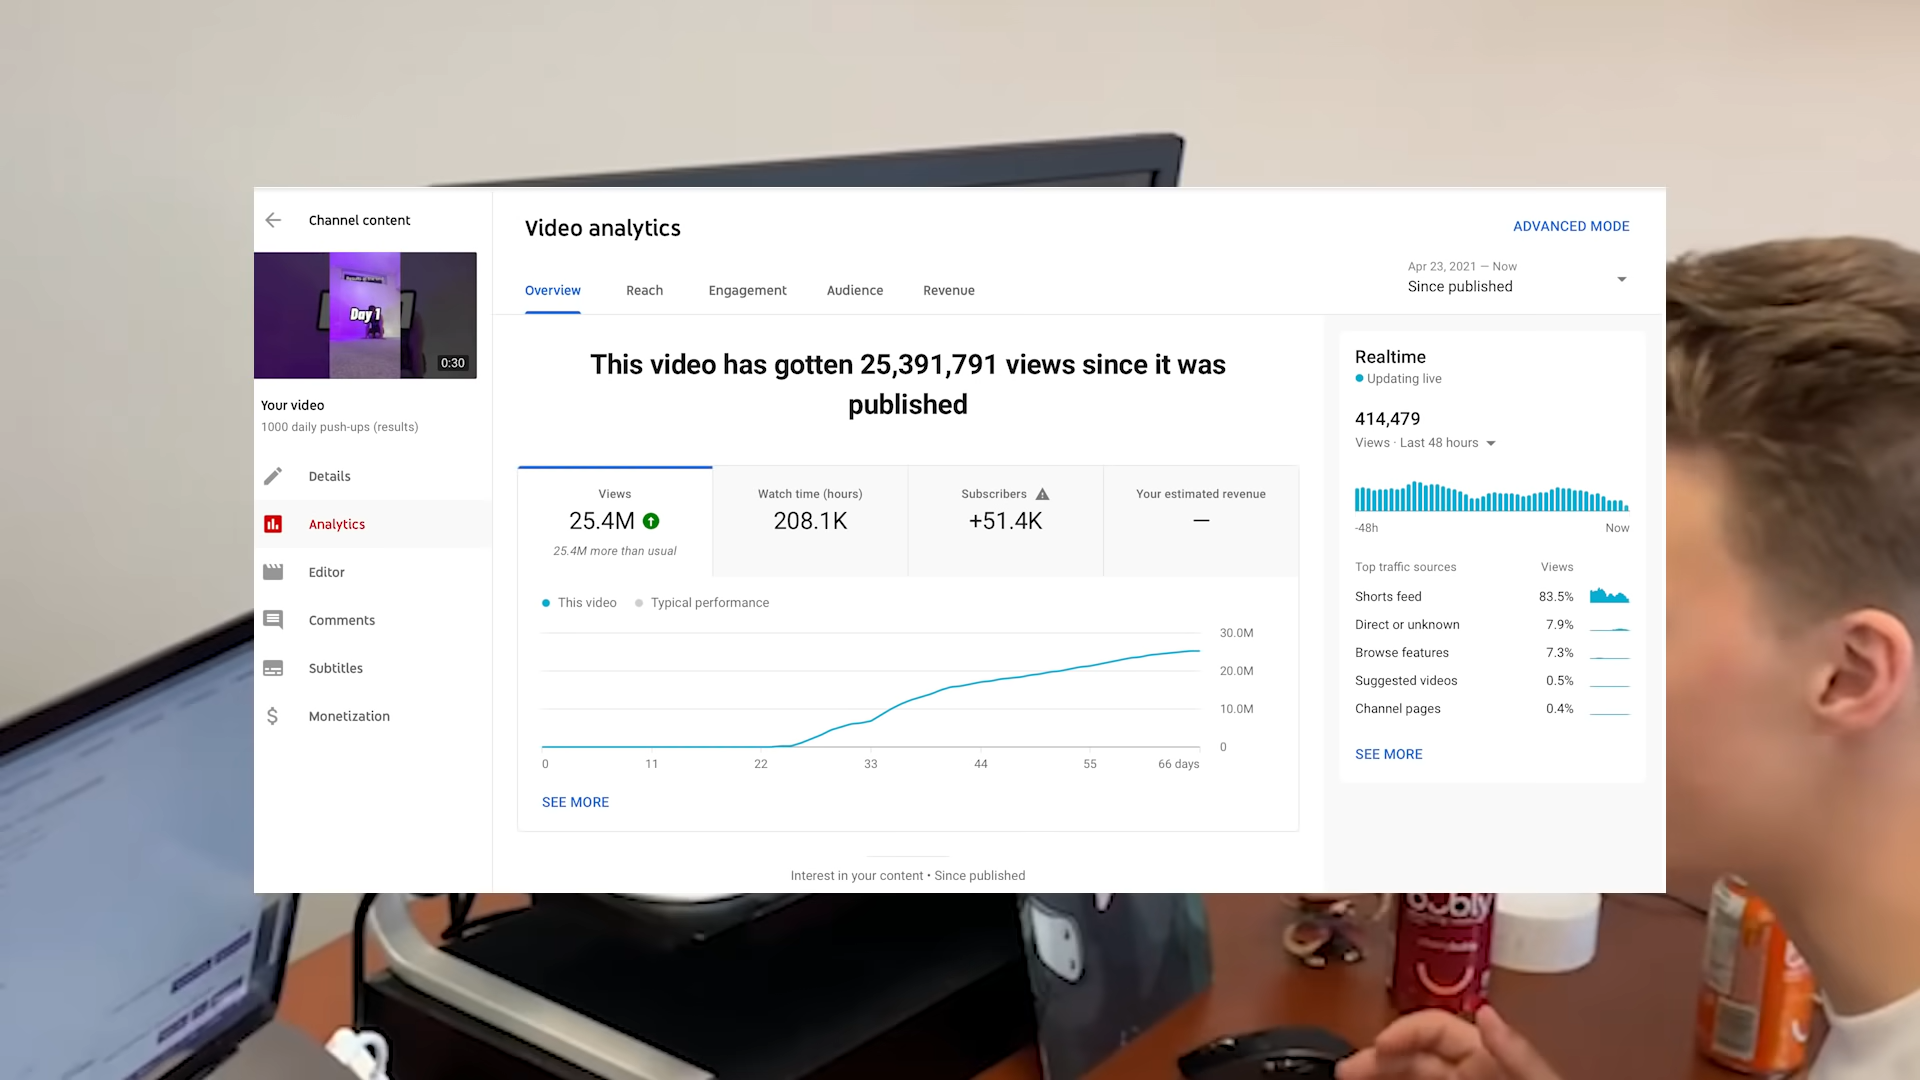 Channel content
Day 1
0:30
Your video
1000 daily push-ups (results)
Details
Analytics
Editor
Comments
Subtitles
Monetization
Video analytics
ADVANCED MODE
Overview Reach Engagement Audience Revenue
Apr 23, 2021 – Now
Since published
This video has gotten 25,391,791 views since it was
published
Views
25.4M
25.4M more than usual
Watch time (hours)
208.1K
Subscribers
+51.4K
Your estimated revenue
—
This video Typical performance
30.0M
20.0M
10.0M
0
0 11 22 33 44 55 66 days
SEE MORE
Interest in your content • Since published
Realtime
Updating live
414,479
Views · Last 48 hours
-48h Now
Top traffic sources Views
Shorts feed 83.5%
Direct or unknown 7.9%
Browse features 7.3%
Suggested videos 0.5%
Channel pages 0.4%
SEE MORE
bubly